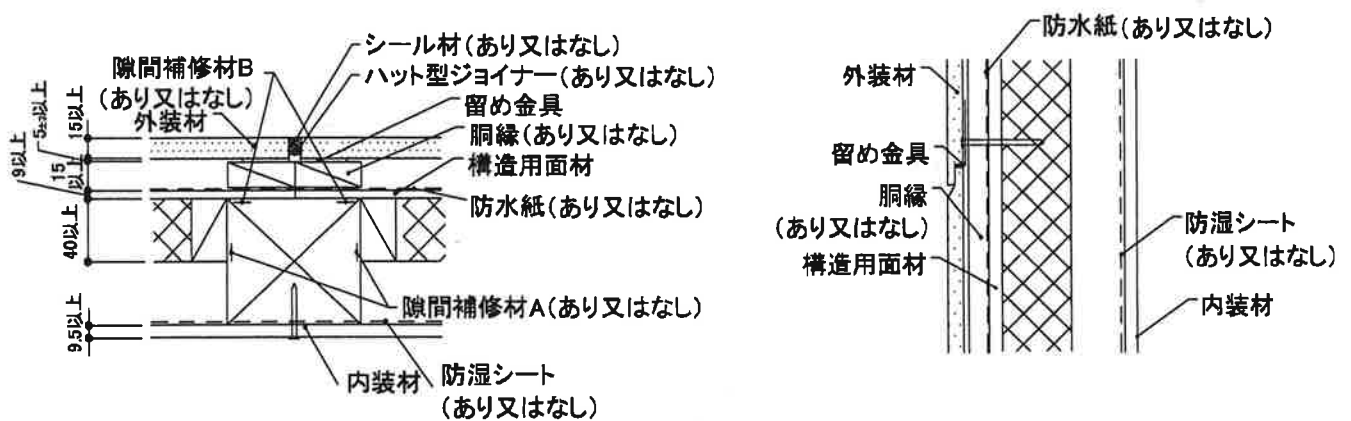 シール材(あり又はなし)
隙間補修材B
(あり又はなし)
ハット型ジョイナー(あり又はなし)
留め金具
外装材
胴縁(あり又はなし)
構造用面材
防水紙(あり又はなし)
15以上
15
以上
9以上
40以上
9.5以上
隙間補修材A(あり又はなし)
内装材
防湿シート
(あり又はなし)
防水紙(あり又はなし)
外装材
留め金具
胴縁
(あり又はなし)
構造用面材
防湿シート
(あり又はなし)
内装材